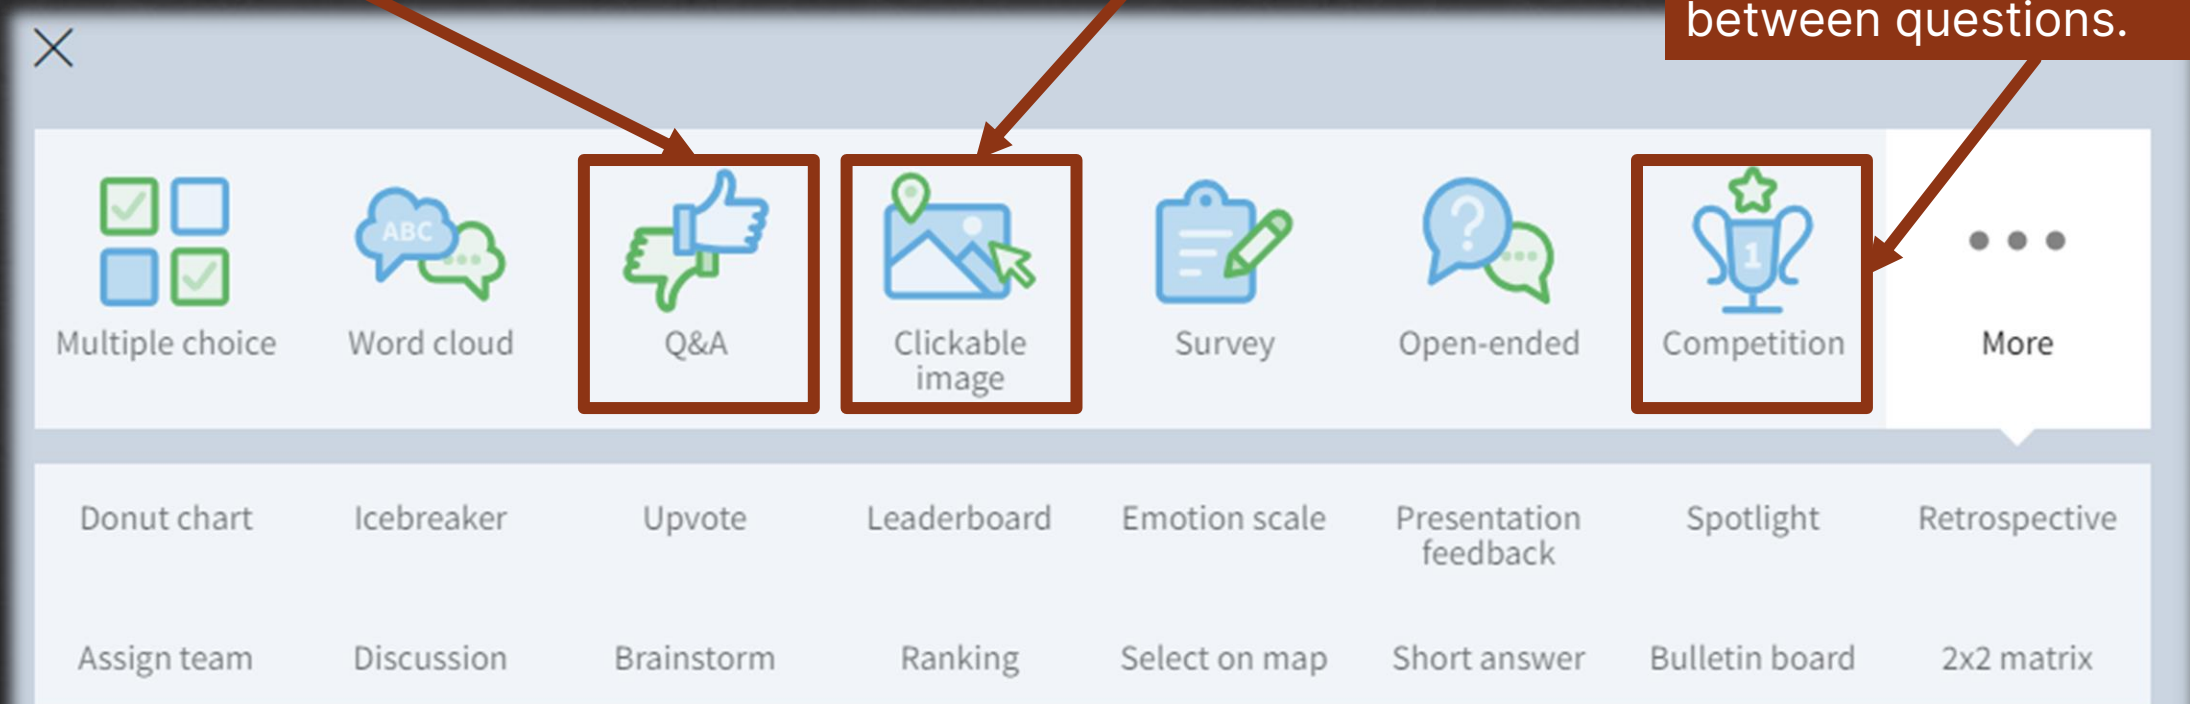 between questions.
ABC
1
Multiple choice
Word cloud
Q&A
Clickable
image
Survey
?
Open-ended
Competition
More
Donut chart
Icebreaker
Upvote
Leaderboard
Emotion scale
Presentation
feedback
Spotlight
Retrospective
Assign team
Discussion
Brainstorm
Ranking
Select on map
Short answer
Bulletin board
2x2 matrix